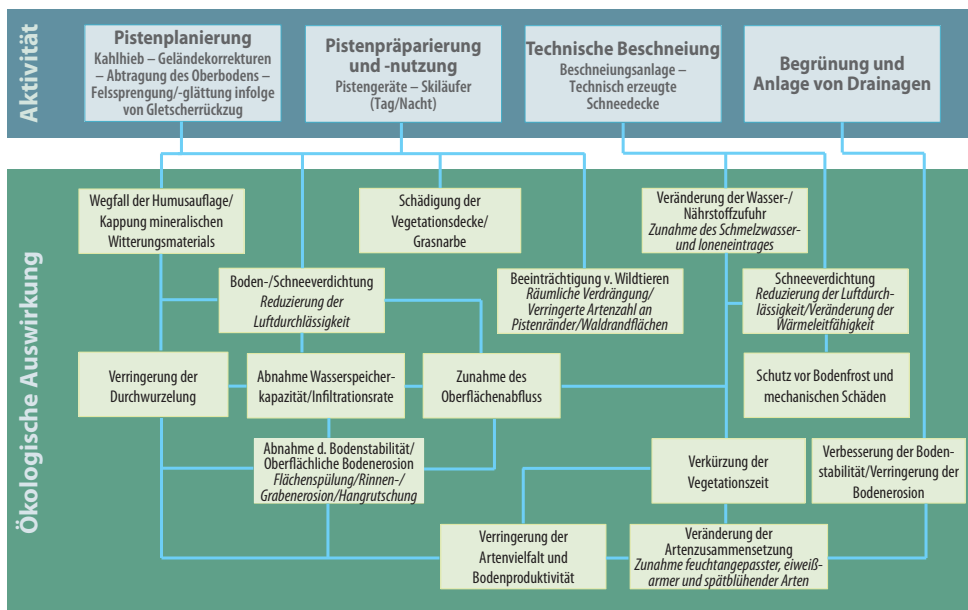 Aktivität
Pistenplanierung
Kahlhieb – Geländekorrekturen
– Abtragung des Oberbodens –
Felssprengung/-glättung infolge
von Gletscherrückzug
Pistenpräparierung
und -nutzung
Pistengeräte – Skiläufer
(Tag/Nacht)
Technische Beschneiung
Beschneiungsanlage –
Technisch erzeugte
Schneedecke
Begrünung und
Anlage von Drainagen
Ökologische Auswirkung
Wegfall der Humusauflage/
Kappung mineralischen
Witterungsmaterials
Schädigung der
Vegetationsdecke/
Grasnarbe
Veränderung der Wasser-/
Nährstoffzufuhr
Zunahme des Schmelzwasser-
und Ioneneintrages
Boden-/Schneeverdichtung
Reduzierung der
Luftdurchlässigkeit
Beeinträchtigung v. Wildtieren
Räumliche Verdrängung/
Verringerte Artenzahl an
Pistenränder/Waldrandflächen
Schneeverdichtung
Reduzierung der Luftdurch-
lässigkeit/Veränderung der
Wärmeleitfähigkeit
Verringerung der
Durchwurzelung
Abnahme Wasserspeicher-
kapazität/Infiltrationsrate
Zunahme des
Oberflächenabfluss
Schutz vor Bodenfrost und
mechanischen Schäden
Abnahme d. Bodenstabilität/
Oberflächliche Bodenerosion
Flächenspülung/Rinnen-/
Grabenerosion/Hangrutschung
Verkürzung der
Vegetationszeit
Verbesserung der Boden-
stabilität/Verringerung der
Bodenerosion
Verringerung der
Artenvielfalt und
Bodenproduktivität
Veränderung der
Artenzusammensetzung
Zunahme feuchtangepasster, eiweiß-
armer und spätblühender Arten